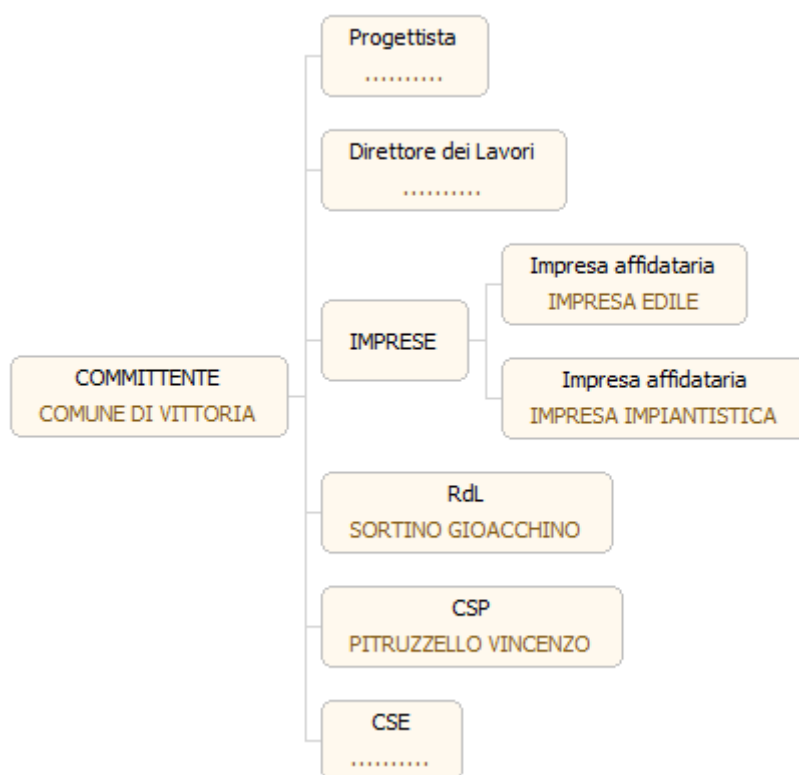 Progettista
..........
Direttore dei Lavori
..........
Impresa affidataria
IMPRESA EDILE
IMPRESE
Impresa affidataria
IMPRESA IMPIANTISTICA
COMMITTENTE
COMUNE DI VITTORIA
RdL
SORTINO GIOACCHINO
CSP
PITRUZZELLO VINCENZO
CSE
..........